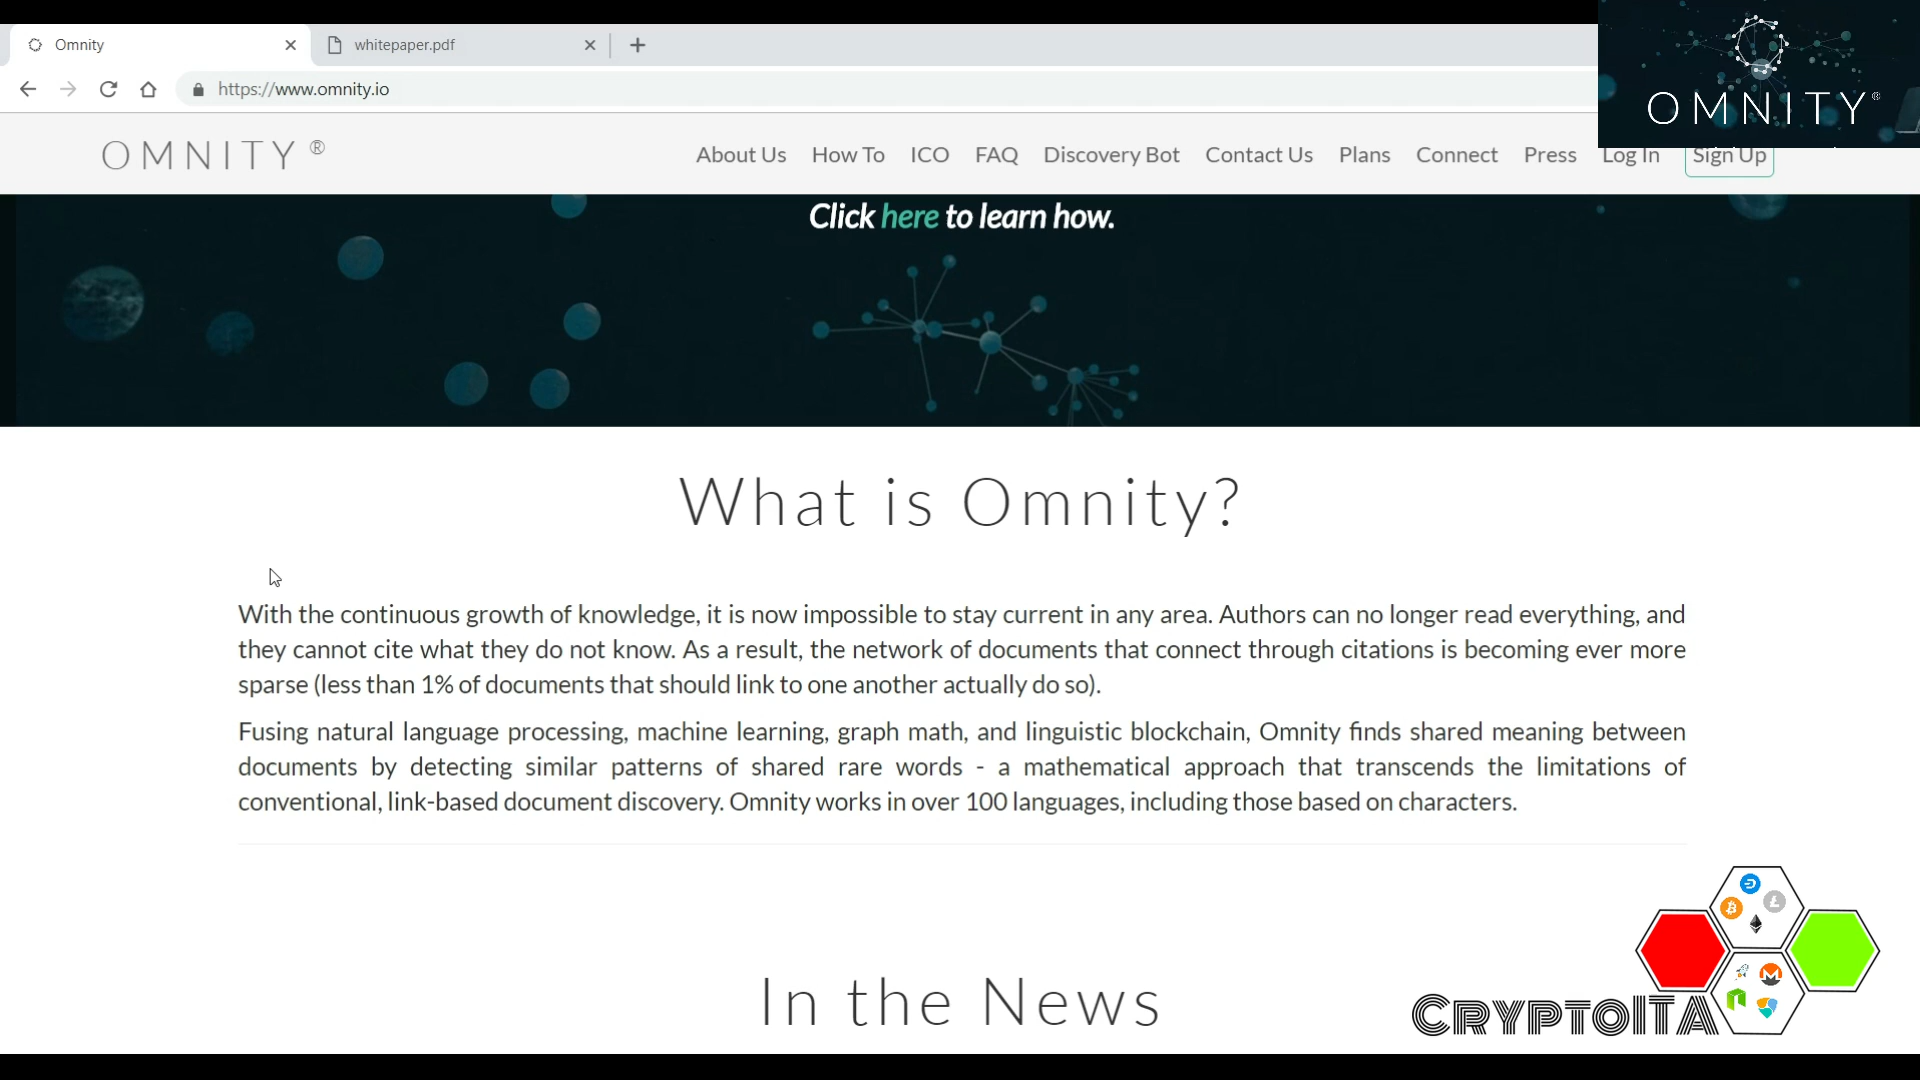 Omnity
whitepaper.pdf
https://www.omnity.io
OMNITY®
OMNITY®
About Us
How To
ICO
FAQ
Discovery Bot
Contact Us
Plans
Connect
Press
Log In
Sign Up
Click here to learn how.
What is Omnity?
With the continuous growth of knowledge, it is now impossible to stay current in any area. Authors can no longer read everything, and
they cannot cite what they do not know. As a result, the network of documents that connect through citations is becoming ever more
sparse (less than 1% of documents that should link to one another actually do so).
Fusing natural language processing, machine learning, graph math, and linguistic blockchain, Omnity finds shared meaning between
documents by detecting similar patterns of shared rare words - a mathematical approach that transcends the limitations of
conventional, link-based document discovery. Omnity works in over 100 languages, including those based on characters.
In the News
CRYPTOITA